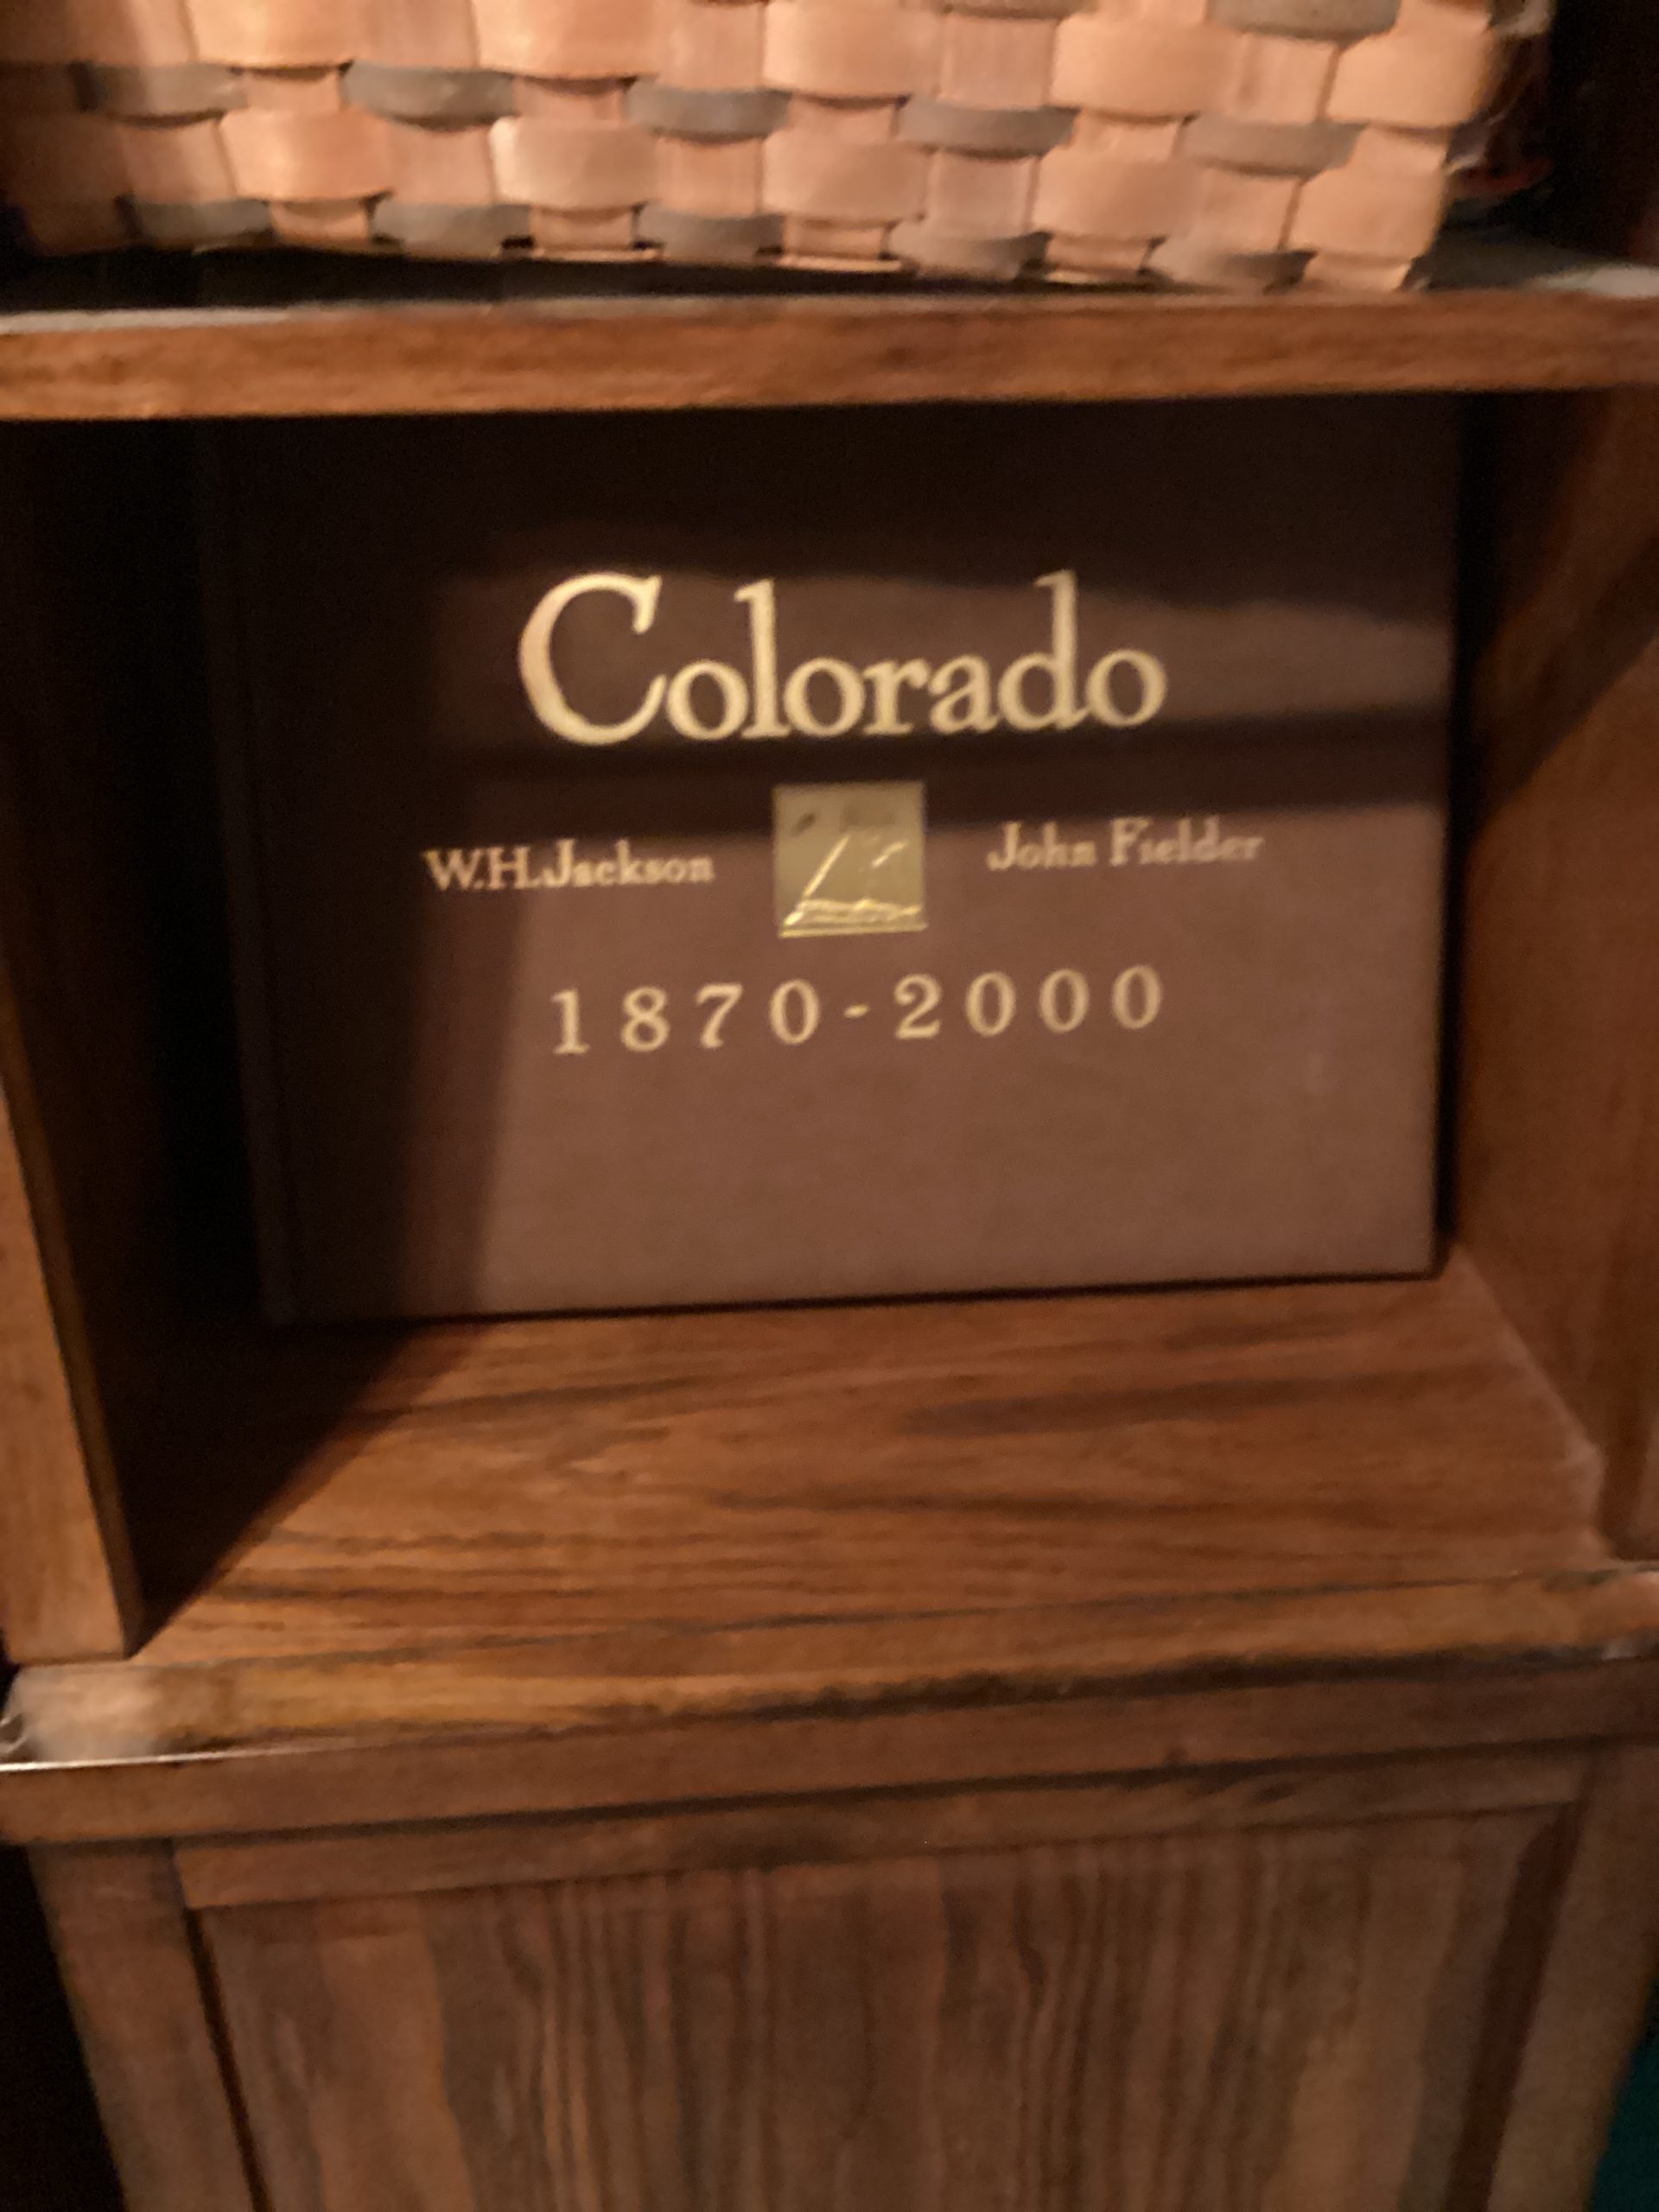 Colorado
W.H.Jackson John Fielder
1870-2000